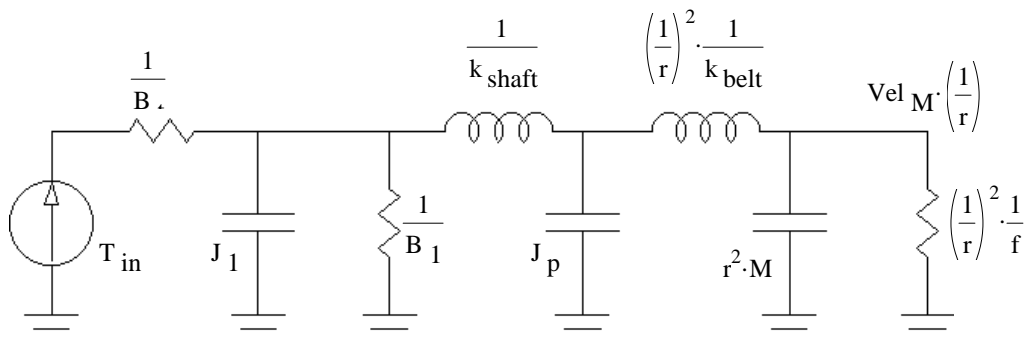 1/B
J 1
T in
1/B 1
1/k shaft
J p
(1/r)^2·1/k belt
r^2·M
Vel M·(1/r)
(1/r)^2·1/f